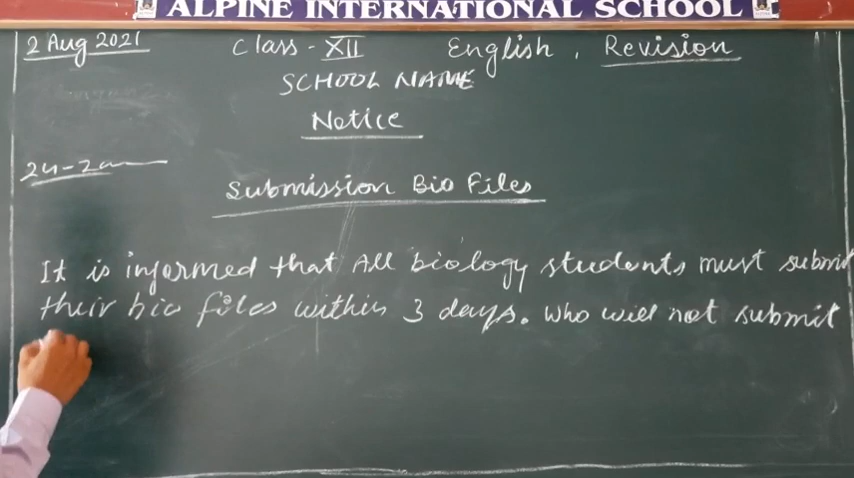 ALPINE INTERNATIONAL SCHOOL
2 Aug 2021 Class - XII English, Revision
SCHOOL NAME
Notice
Submission Bio Files
It is informed that All biology students must submit
their bio files within 3 days. Who will not submit